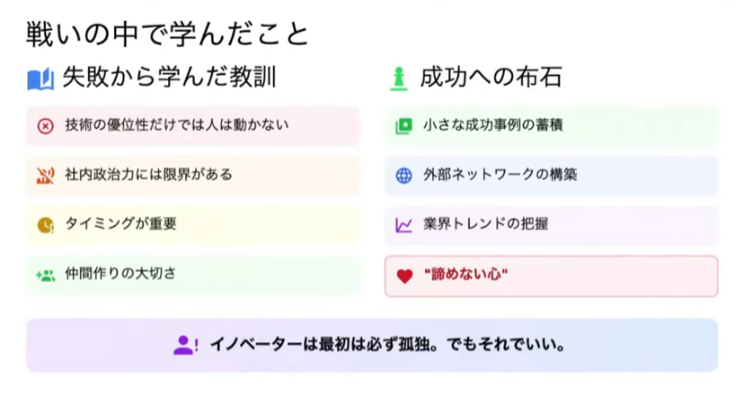 戦いの中で学んだこと
失敗から学んだ教訓
技術の優位性だけでは人は動かない
社内政治力には限界がある
タイミングが重要
仲間作りの大切さ
成功への布石
小さな成功事例の蓄積
外部ネットワークの構築
業界トレンドの把握
"諦めない心"
イノベーターは最初は必ず孤独。でもそれでいい。